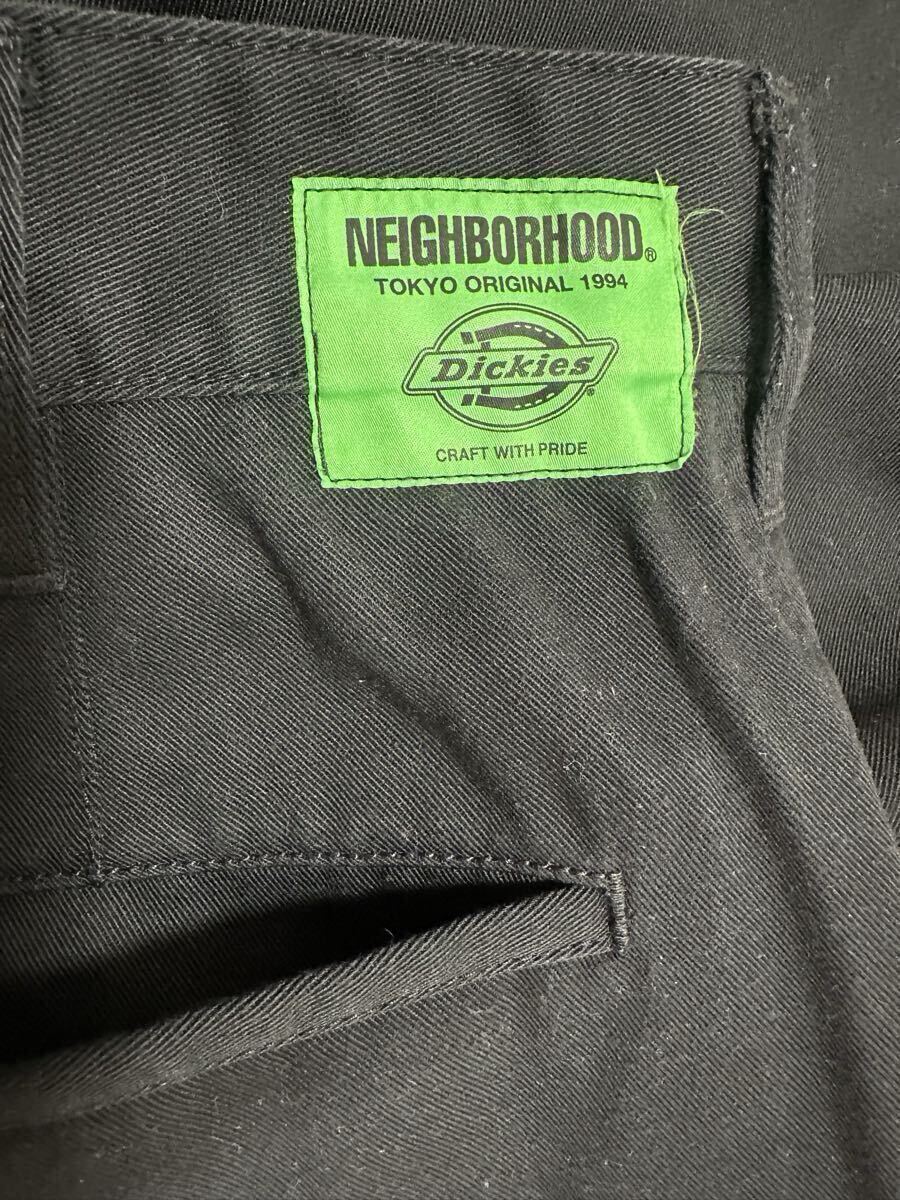 NEIGHBORHOOD®
TOKYO ORIGINAL 1994
Dickies®
CRAFT WITH PRIDE